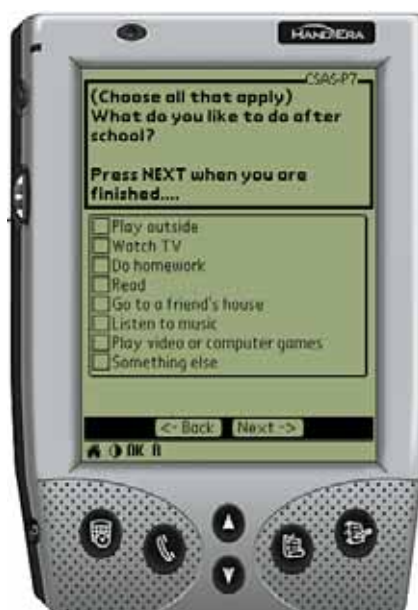 HANDERA
CSAS-P7
(Choose all that apply)
What do you like to do after
school?
Press NEXT when you are
finished....
Play outside
Watch TV
Do homework
Read
Go to a friend's house
Listen to music
Play video or computer games
Something else
<- Back Next ->
OK A